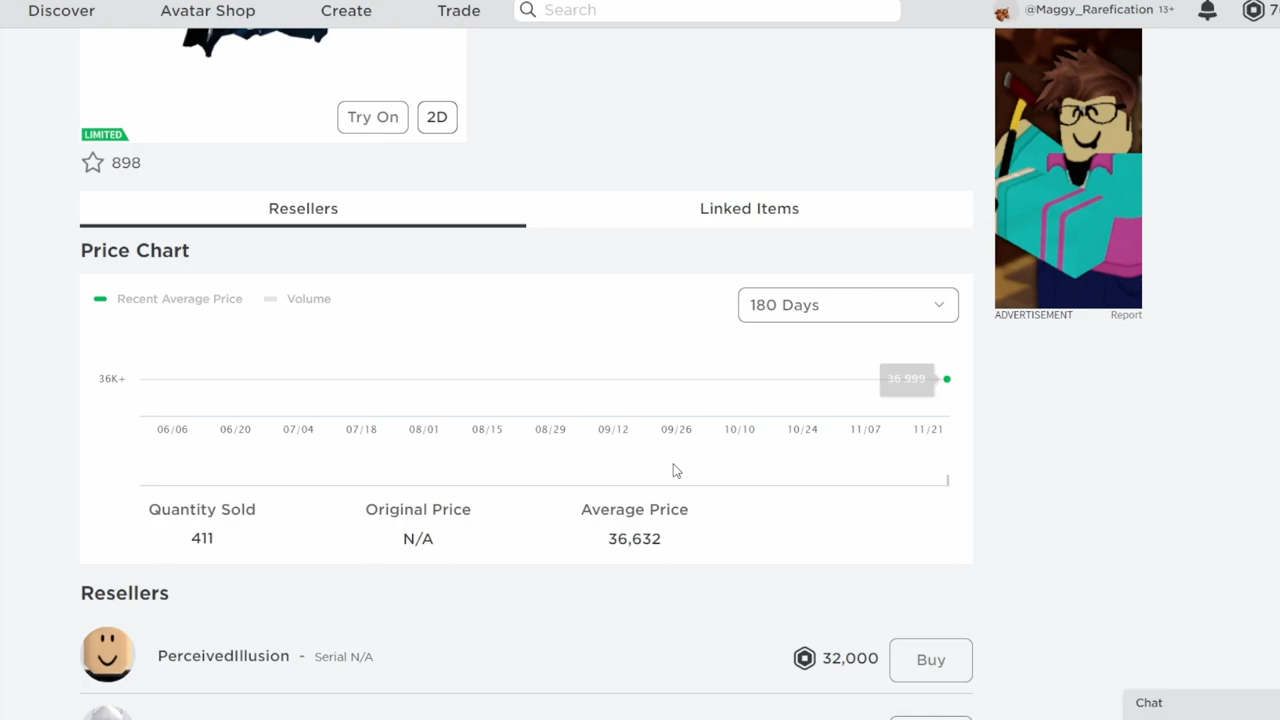 Discover Avatar Shop Create Trade Search @Maggy_Rarefication 13+
Try On 2D
LIMITED
898
Resellers Linked Items
Price Chart
Recent Average Price Volume 180 Days
ADVERTISEMENT Report
36K+ 36 999
06/06 06/20 07/04 07/18 08/01 08/15 08/29 09/12 09/26 10/10 10/24 11/07 11/21
Quantity Sold Original Price Average Price
411 N/A 36,632
Resellers
PerceivedIllusion - Serial N/A 32,000 Buy
Chat